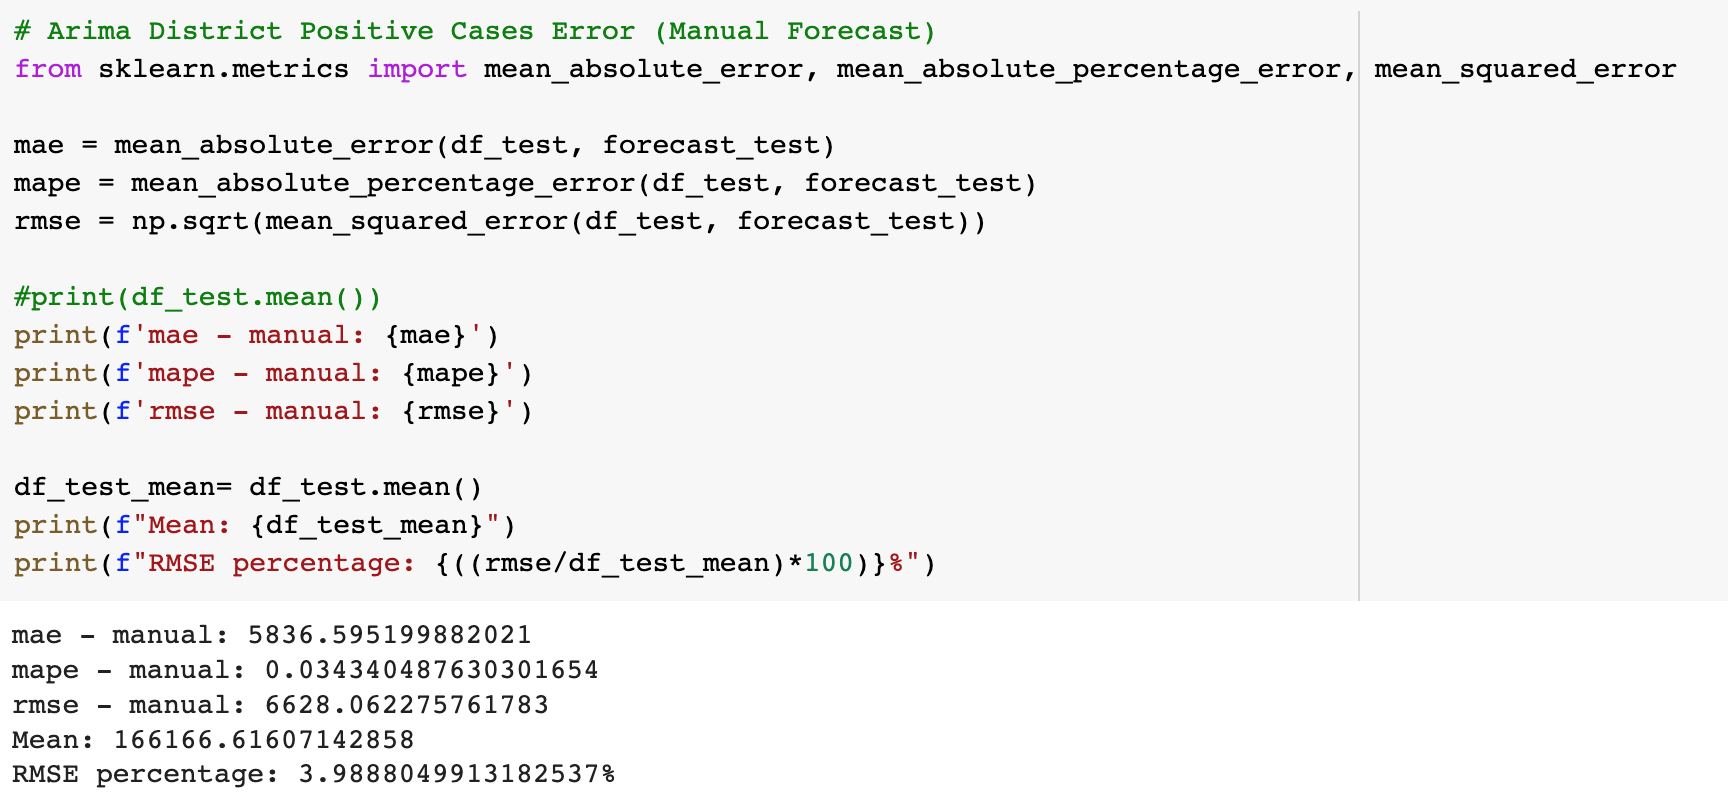 # Arima District Positive Cases Error (Manual Forecast)
from sklearn.metrics import mean_absolute_error, mean_absolute_percentage_error, mean_squared_error
mae = mean_absolute_error(df_test, forecast_test)
mape = mean_absolute_percentage_error(df_test, forecast_test)
rmse = np.sqrt(mean_squared_error(df_test, forecast_test))
#print(df_test.mean())
print(f'mae - manual: {mae}')
print(f'mape - manual: {mape}')
print(f'rmse - manual: {rmse}')
df_test_mean= df_test.mean()
print(f"Mean: {df_test_mean}")
print(f"RMSE percentage: {((rmse/df_test_mean)*100)}%")
mae - manual: 5836.595199882021
mape - manual: 0.034340487630301654
rmse - manual: 6628.062275761783
Mean: 166166.61607142858
RMSE percentage: 3.9888049913182537%